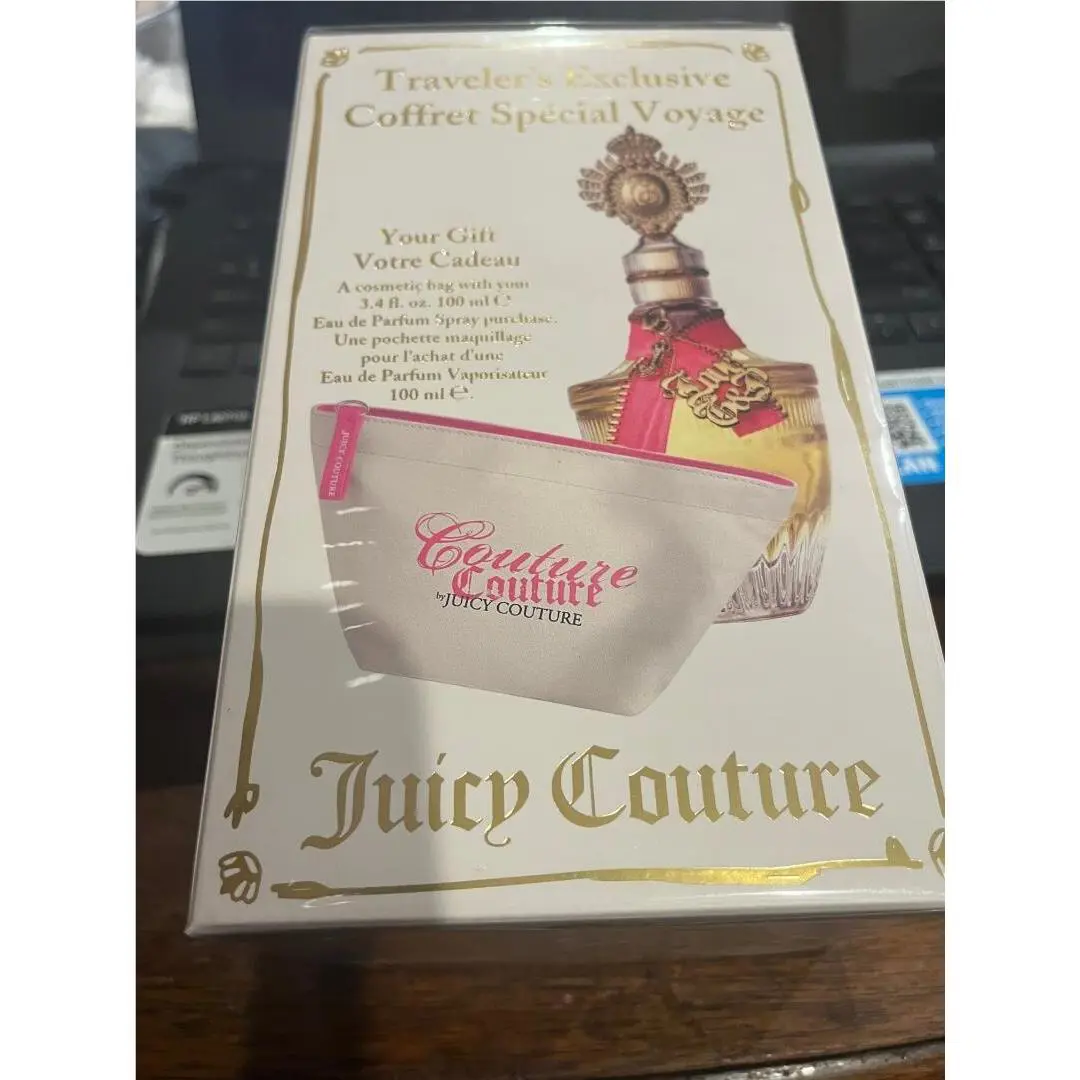 Traveler's Exclusive
Coffret Spécial Voyage
Your Gift
Votre Cadeau
A cosmetic bag with your
3.4 fl. oz. 100 ml ℮
Eau de Parfum Spray purchase.
Une pochette maquillage
pour l'achat d'une
Eau de Parfum Vaporisateur
100 ml ℮.
JUICY COUTURE
Couture
Couture
by JUICY COUTURE
Juicy Couture